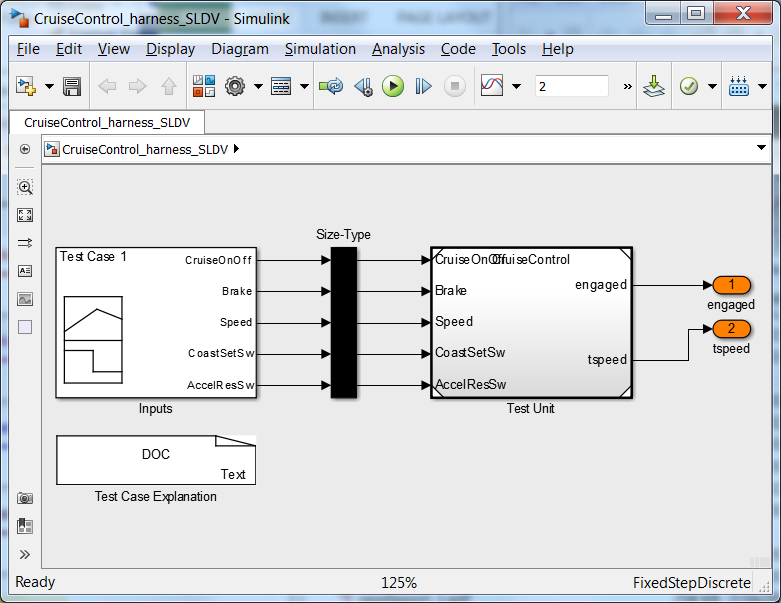 CruiseControl_harness_SLDV - Simulink
File Edit View Display Diagram Simulation Analysis Code Tools Help
2 »
CruiseControl_harness_SLDV
CruiseControl_harness_SLDV
Size-Type
Test Case 1
CruiseOnOff
CruiseOnOff
CruiseControl
Brake
Brake
engaged
1
engaged
Speed
Speed
2
tspeed
CoastSetSw
CoastSetSw
tspeed
AccelResSw
AccelResSw
Inputs
Test Unit
DOC
Text
Test Case Explanation
Ready 125% FixedStepDiscrete